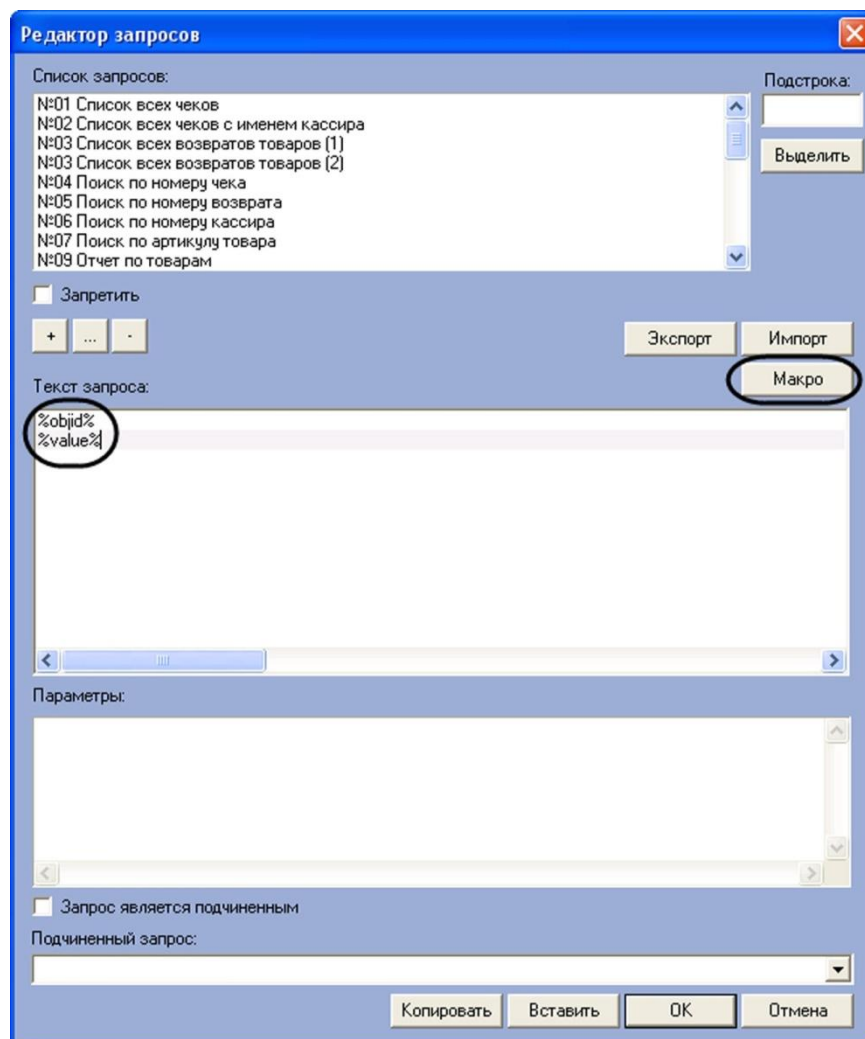 Редактор запросов
Список запросов:
Подстрока:
№01 Список всех чеков
№02 Список всех чеков с именем кассира
№03 Список всех возвратов товаров (1)
№03 Список всех возвратов товаров (2)
№04 Поиск по номеру чека
№05 Поиск по номеру возврата
№06 Поиск по номеру кассира
№07 Поиск по артикулу товара
№09 Отчет по товарам
Выделить
Запретить
+ ... -
Экспорт Импорт
Макро
Текст запроса:
%objid%
%value%
Параметры:
Запрос является подчиненным
Подчиненный запрос:
Копировать Вставить OK Отмена